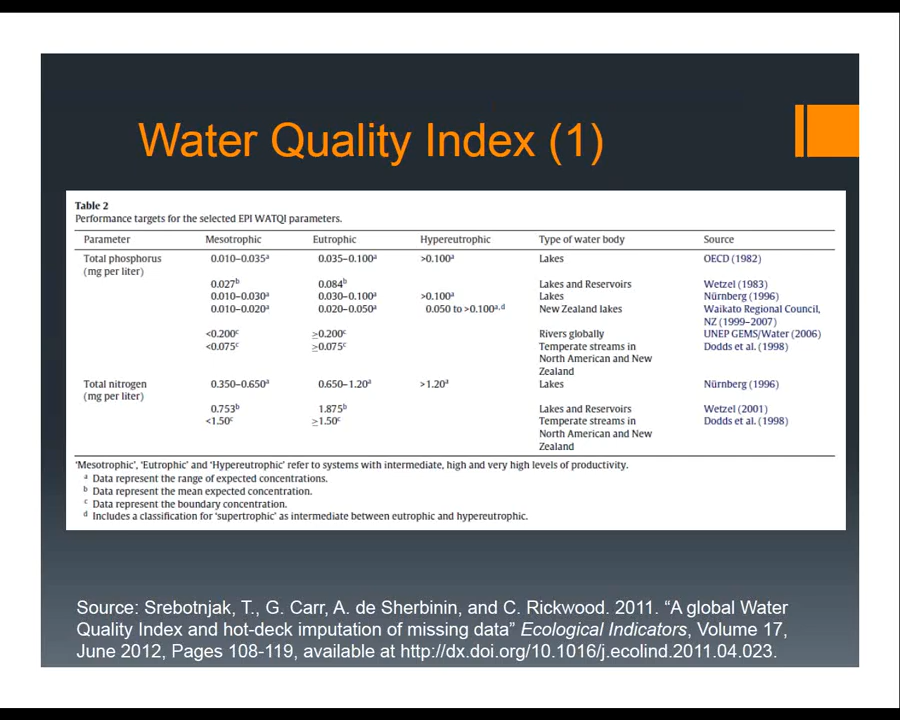 Water Quality Index (1)
Table 2
Performance targets for the selected EPI WATQI parameters.
Parameter Mesotrophic Eutrophic Hypereutrophic Type of water body Source
Total phosphorus 0.010–0.035a 0.035–0.100a >0.100a Lakes OECD (1982)
(mg per liter)
0.027b 0.084b Lakes and Reservoirs Wetzel (1983)
0.010–0.030a 0.030–0.100a >0.100a Lakes Nürnberg (1996)
0.010–0.020a 0.020–0.050a 0.050 to >0.100a,d New Zealand lakes Waikato Regional Council,
NZ (1999–2007)
<0.200c ≥0.200c Rivers globally UNEP GEMS/Water (2006)
<0.075c ≥0.075c Temperate streams in Dodds et al. (1998)
North American and New
Zealand
Total nitrogen 0.350–0.650a 0.650–1.20a >1.20a Lakes Nürnberg (1996)
(mg per liter)
0.753b 1.875b Lakes and Reservoirs Wetzel (2001)
<1.50c ≥1.50c Temperate streams in Dodds et al. (1998)
North American and New
Zealand
'Mesotrophic', 'Eutrophic' and 'Hypereutrophic' refer to systems with intermediate, high and very high levels of productivity.
a Data represent the range of expected concentrations.
b Data represent the mean expected concentration.
c Data represent the boundary concentration.
d Includes a classification for 'supertrophic' as intermediate between eutrophic and hypereutrophic.
Source: Srebotnjak, T., G. Carr, A. de Sherbinin, and C. Rickwood. 2011. “A global Water
Quality Index and hot-deck imputation of missing data” Ecological Indicators, Volume 17,
June 2012, Pages 108-119, available at http://dx.doi.org/10.1016/j.ecolind.2011.04.023.